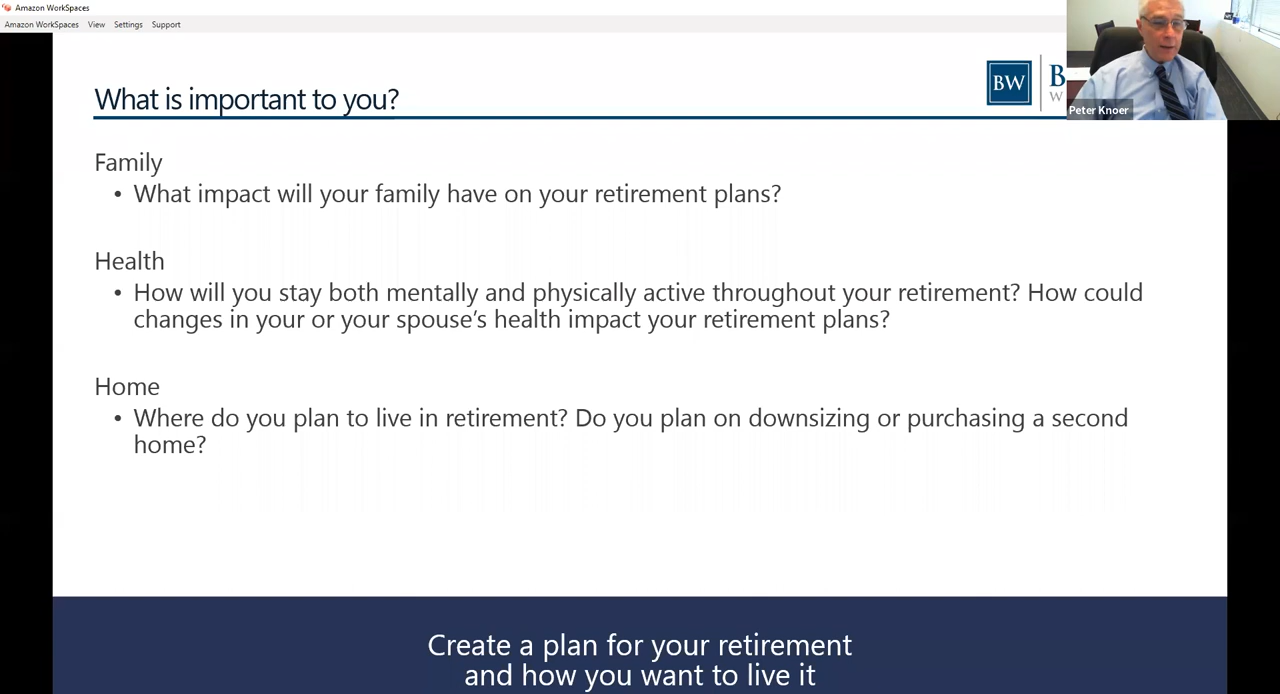 Amazon WorkSpaces
Amazon WorkSpaces View Settings Support
What is important to you?
BW
B
W
Peter Knoer
Family
• What impact will your family have on your retirement plans?
Health
• How will you stay both mentally and physically active throughout your retirement? How could
changes in your or your spouse’s health impact your retirement plans?
Home
• Where do you plan to live in retirement? Do you plan on downsizing or purchasing a second
home?
Create a plan for your retirement
and how you want to live it